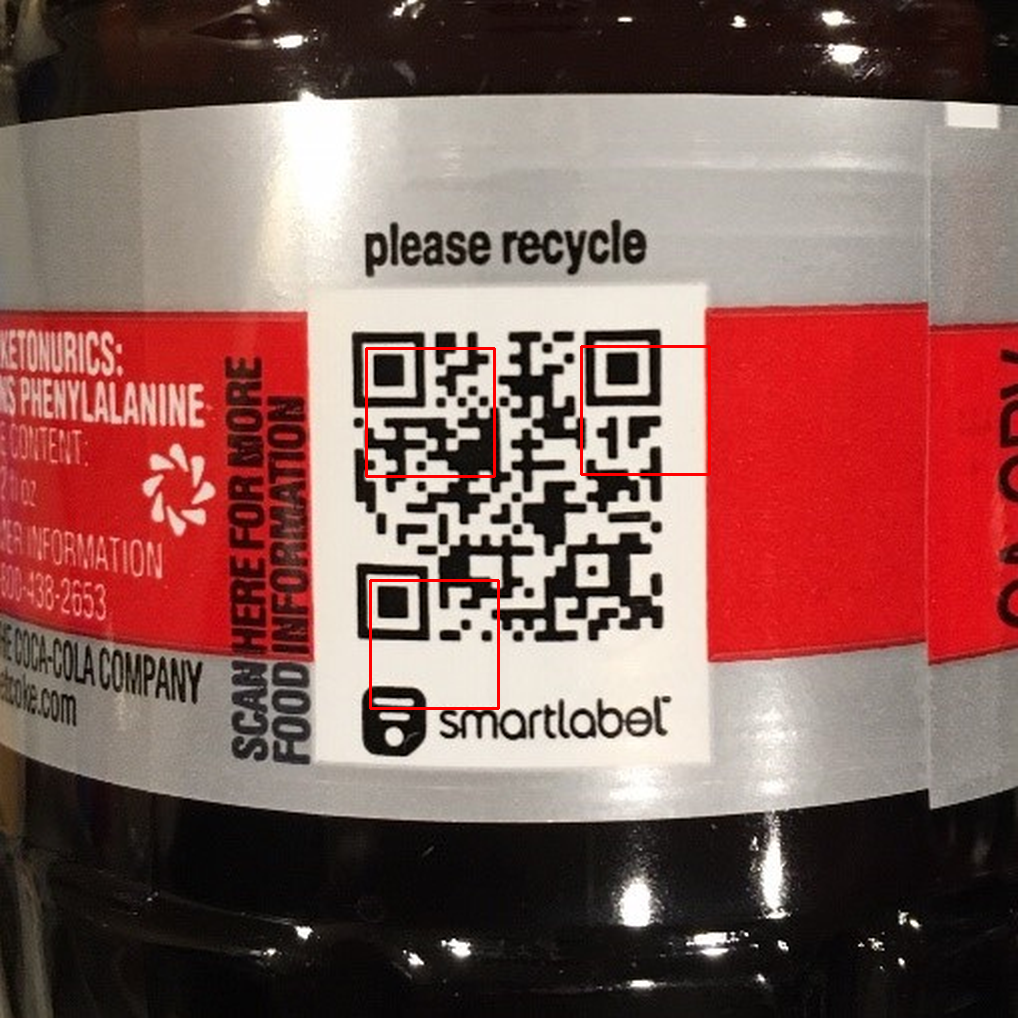 please recycle
KETONURICS:
NS PHENYLALANINE
E CONTENT:
2 fl oz
MER INFORMATION
800-438-2653
HE COCA-COLA COMPANY
etcoke.com
SCAN HERE FOR MORE
FOOD INFORMATION
smartlabel™